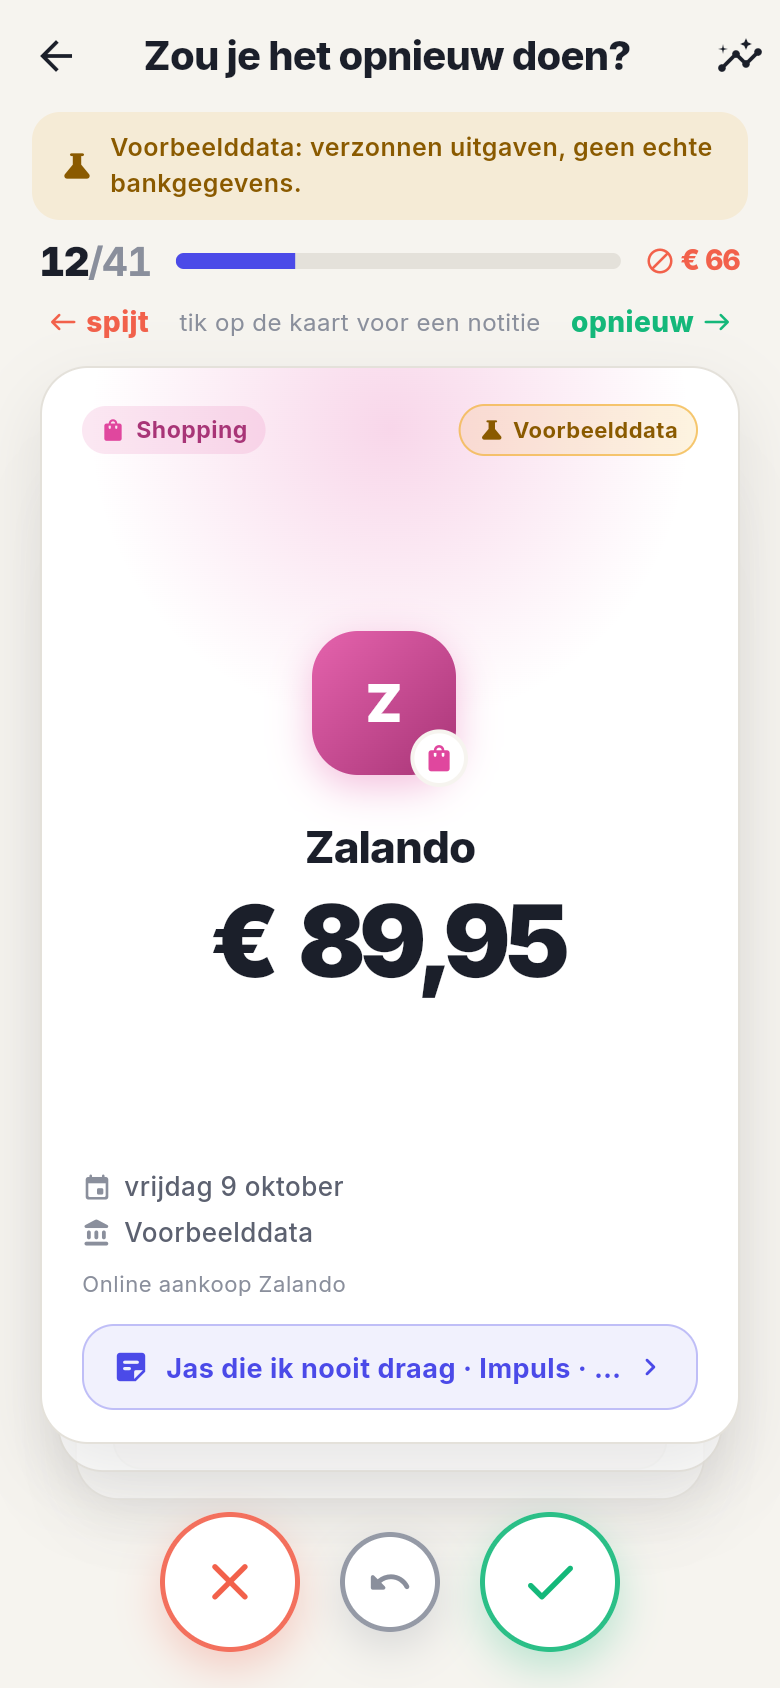 Zou je het opnieuw doen?
Voorbeelddata: verzonnen uitgaven, geen echte
bankgegevens.
12/41
€ 66
← spijt
tik op de kaart voor een notitie
opnieuw →
Shopping
Voorbeelddata
Z
Zalando
€ 89,95
vrijdag 9 oktober
Voorbeelddata
Online aankoop Zalando
Jas die ik nooit draag · Impuls · ...